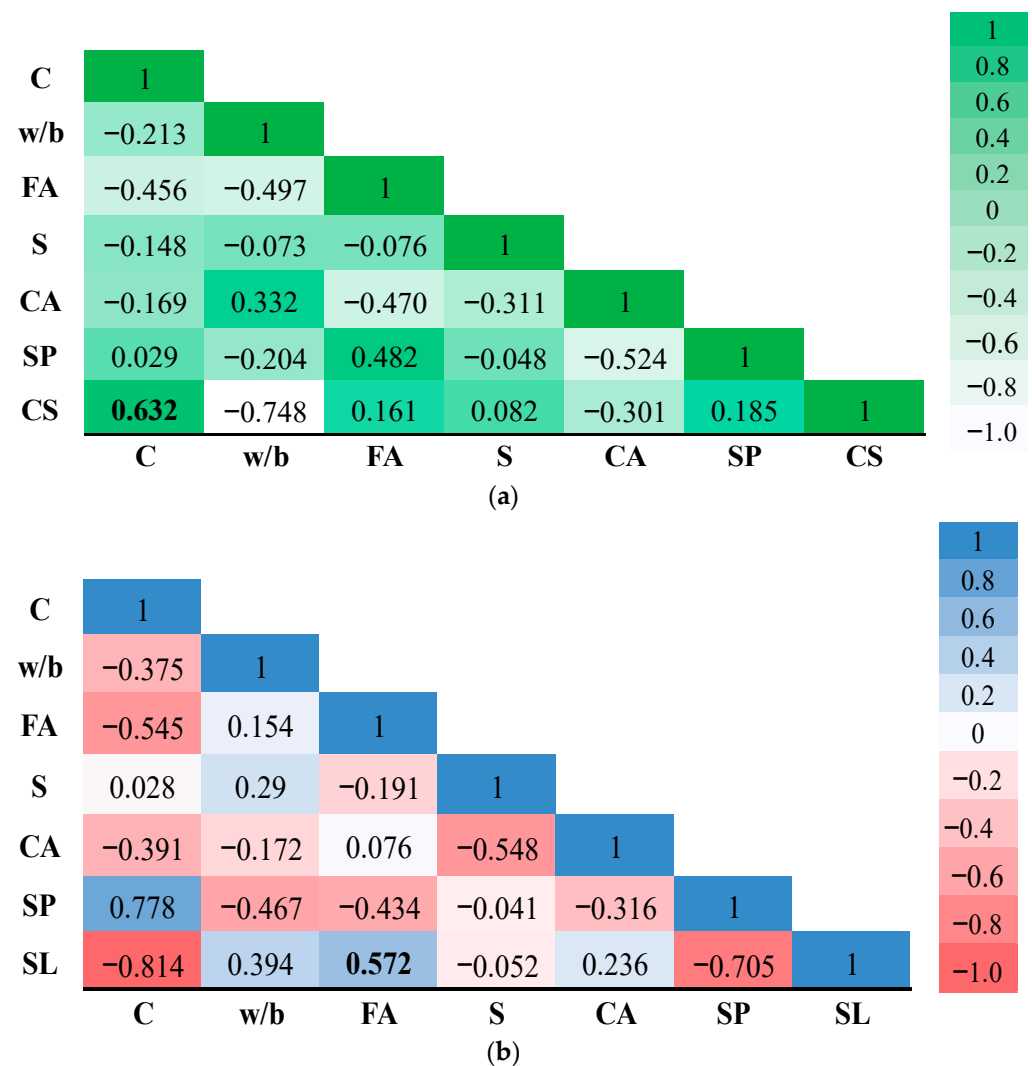 C 1
w/b −0.213 1
FA −0.456 −0.497 1
S −0.148 −0.073 −0.076 1
CA −0.169 0.332 −0.470 −0.311 1
SP 0.029 −0.204 0.482 −0.048 −0.524 1
CS 0.632 −0.748 0.161 0.082 −0.301 0.185 1
C w/b FA S CA SP CS
1
0.8
0.6
0.4
0.2
0
−0.2
−0.4
−0.6
−0.8
−1.0
(a)
C 1
w/b −0.375 1
FA −0.545 0.154 1
S 0.028 0.29 −0.191 1
CA −0.391 −0.172 0.076 −0.548 1
SP 0.778 −0.467 −0.434 −0.041 −0.316 1
SL −0.814 0.394 0.572 −0.052 0.236 −0.705 1
C w/b FA S CA SP SL
1
0.8
0.6
0.4
0.2
0
−0.2
−0.4
−0.6
−0.8
−1.0
(b)